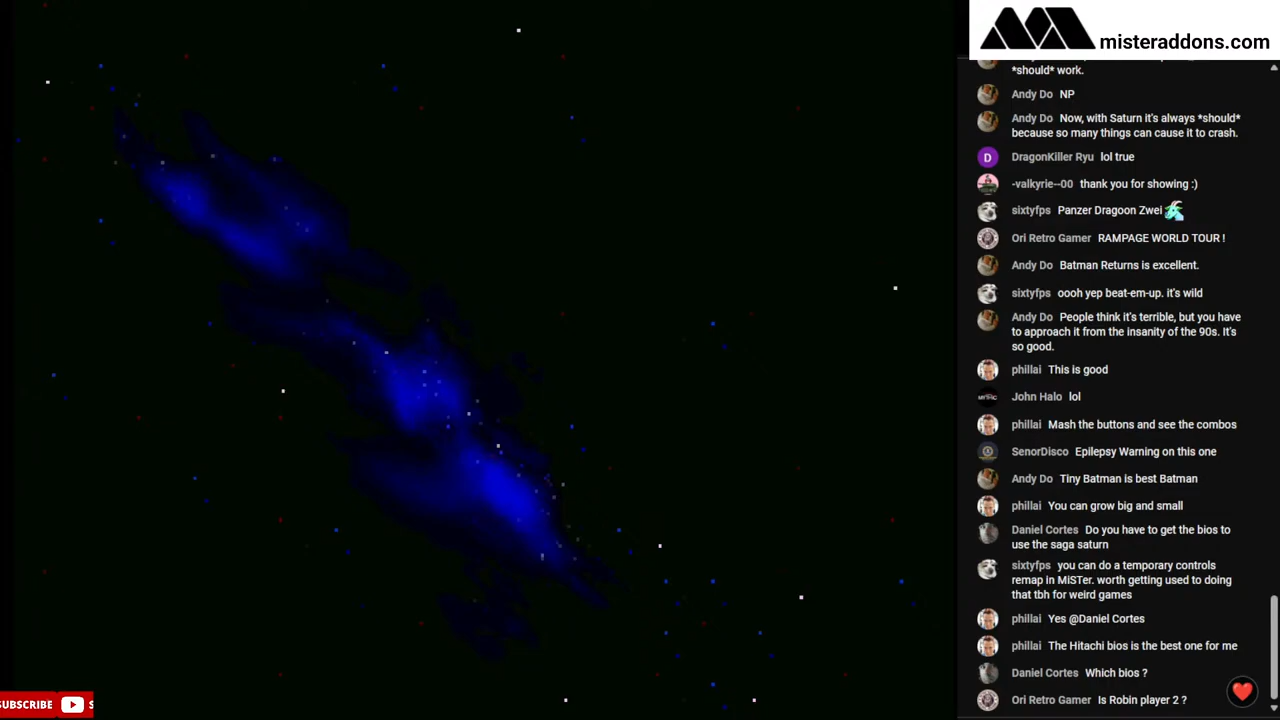 misteraddons.com
*should* work.
Andy Do NP
Andy Do Now, with Saturn it's always *should*
because so many things can cause it to crash.
D
DragonKiller Ryu lol true
-valkyrie--00 thank you for showing :)
sixtyfps Panzer Dragoon Zwei
Ori Retro Gamer RAMPAGE WORLD TOUR !
Andy Do Batman Returns is excellent.
sixtyfps oooh yep beat-em-up. it's wild
Andy Do People think it's terrible, but you have
to approach it from the insanity of the 90s. It's
so good.
phillai This is good
John Halo lol
phillai Mash the buttons and see the combos
SenorDisco Epilepsy Warning on this one
Andy Do Tiny Batman is best Batman
phillai You can grow big and small
Daniel Cortes Do you have to get the bios to
use the saga saturn
sixtyfps you can do a temporary controls
remap in MiSTer. worth getting used to doing
that tbh for weird games
phillai Yes @Daniel Cortes
phillai The Hitachi bios is the best one for me
Daniel Cortes Which bios ?
Ori Retro Gamer Is Robin player 2 ?
SUBSCRIBE S